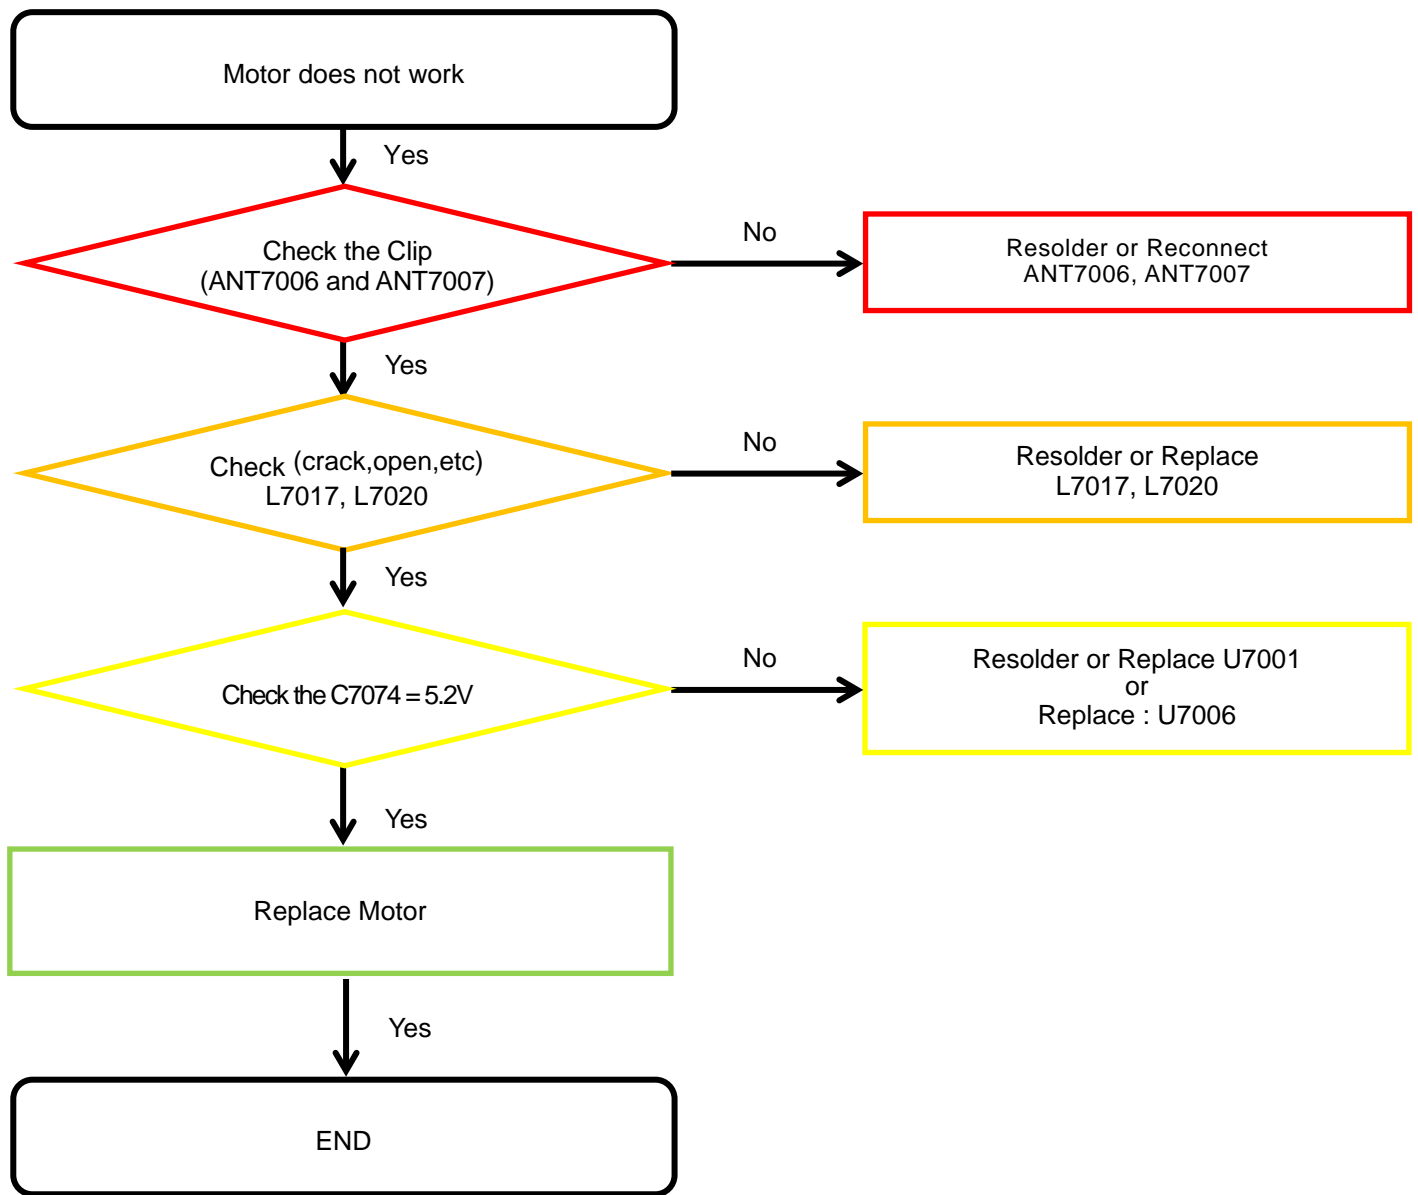 Motor does not work
Yes
Check the Clip
(ANT7006 and ANT7007)
No
Resolder or Reconnect
ANT7006, ANT7007
Yes
Check (crack,open,etc)
L7017, L7020
No
Resolder or Replace
L7017, L7020
Yes
Check the C7074 = 5.2V
No
Resolder or Replace U7001
or
Replace : U7006
Yes
Replace Motor
Yes
END